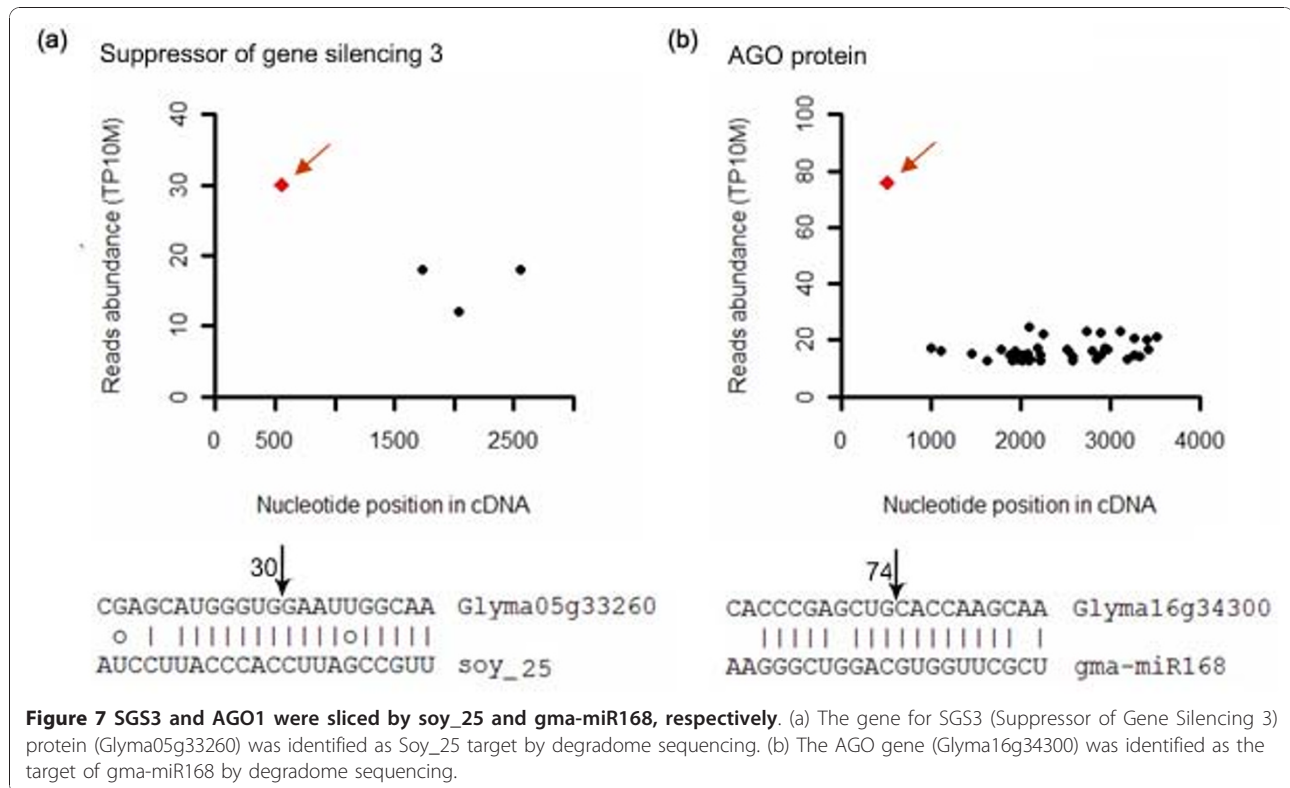 (a) Suppressor of gene silencing 3
Reads abundance (TP10M)
40
30
20
10
0
0 500 1500 2500
Nucleotide position in cDNA
30
CGAGCAUGGGUGGAAUUGGCAA Glyma05g33260
AUCCUUACCCACCUUAGCCGUU soy_25
(b) AGO protein
Reads abundance (TP10M)
100
80
60
40
20
0
0 1000 2000 3000 4000
Nucleotide position in cDNA
74
CACCCGAGCUGCACCAAGCAA Glyma16g34300
AAGGGCUGGACGUGGUUCGCU gma-miR168
Figure 7 SGS3 and AGO1 were sliced by soy_25 and gma-miR168, respectively. (a) The gene for SGS3 (Suppressor of Gene Silencing 3)
protein (Glyma05g33260) was identified as Soy_25 target by degradome sequencing. (b) The AGO gene (Glyma16g34300) was identified as the
target of gma-miR168 by degradome sequencing.